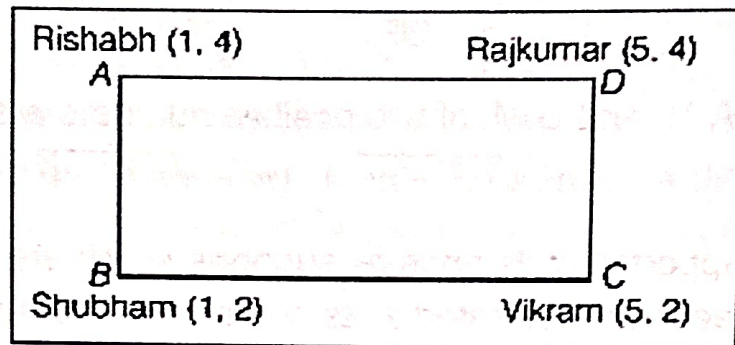 Rishabh (1, 4) Rajkumar (5. 4)
A D
B C
Shubham (1, 2) Vikram (5. 2)